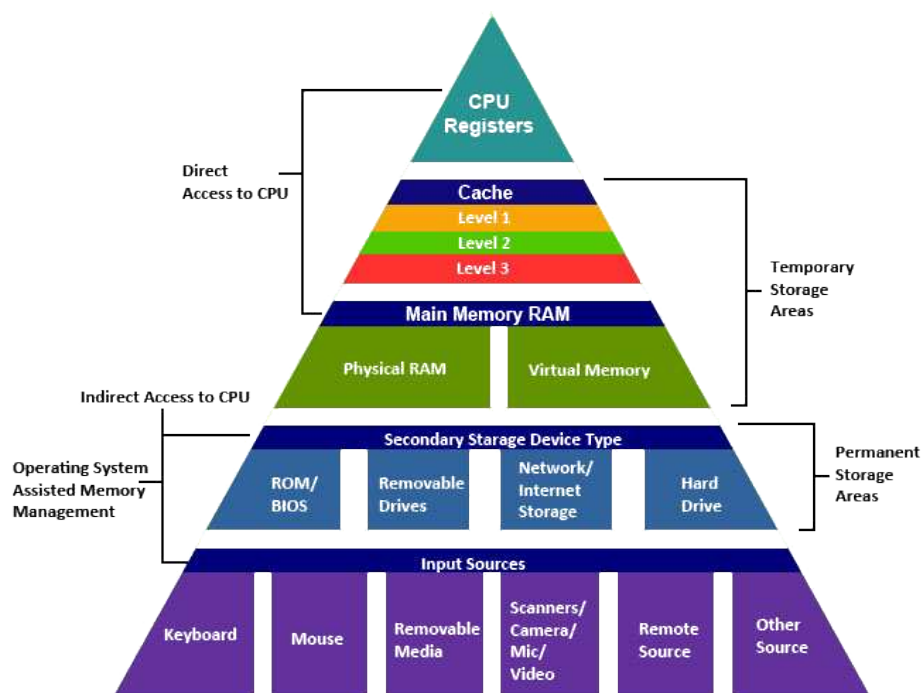 CPU
Registers
Direct
Access to CPU
Cache
Level 1
Level 2
Level 3
Temporary
Storage
Areas
Main Memory RAM
Physical RAM
Virtual Memory
Indirect Access to CPU
Secondary Starage Device Type
Permanent
Storage
Areas
Operating System
Assisted Memory
Management
ROM/
BIOS
Removable
Drives
Network/
Internet
Storage
Hard
Drive
Input Sources
Keyboard
Mouse
Removable
Media
Scanners/
Camera/
Mic/
Video
Remote
Source
Other
Source